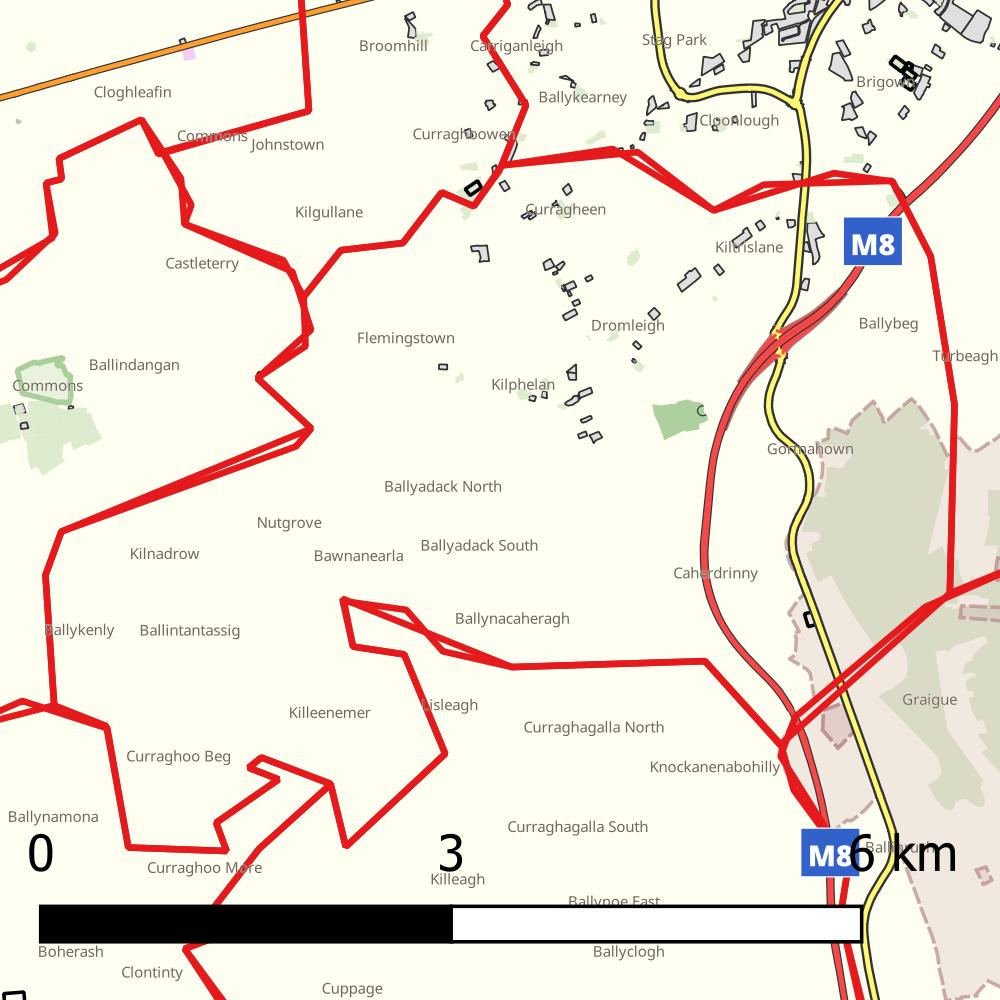 Stag Park
Broomhill
Carriganleigh
Brigown
Cloghleafin
Ballykearney
Cloonlough
Commons
Curraghbowen
Johnstown
Kilgullane
Curragheen
M8
Kiltrislane
Castleterry
Ballybeg
Dromleigh
Flemingstown
Turbeagh
Ballindangan
Commons
Kilphelan
Gortnahown
Ballyadack North
Nutgrove
Ballyadack South
Kilnadrow
Bawnanearla
Caherdrinny
Ballynacaheragh
Ballykenly
Ballintantassig
Graigue
Lisleagh
Killeenemer
Curraghagalla North
Curraghoo Beg
Knockanenabohilly
Ballynamona
Curraghagalla South
M8
0
3
6 km
Curraghoo More
Killeagh
Ballynoe East
Boherash
Ballyclogh
Clontinty
Cuppage